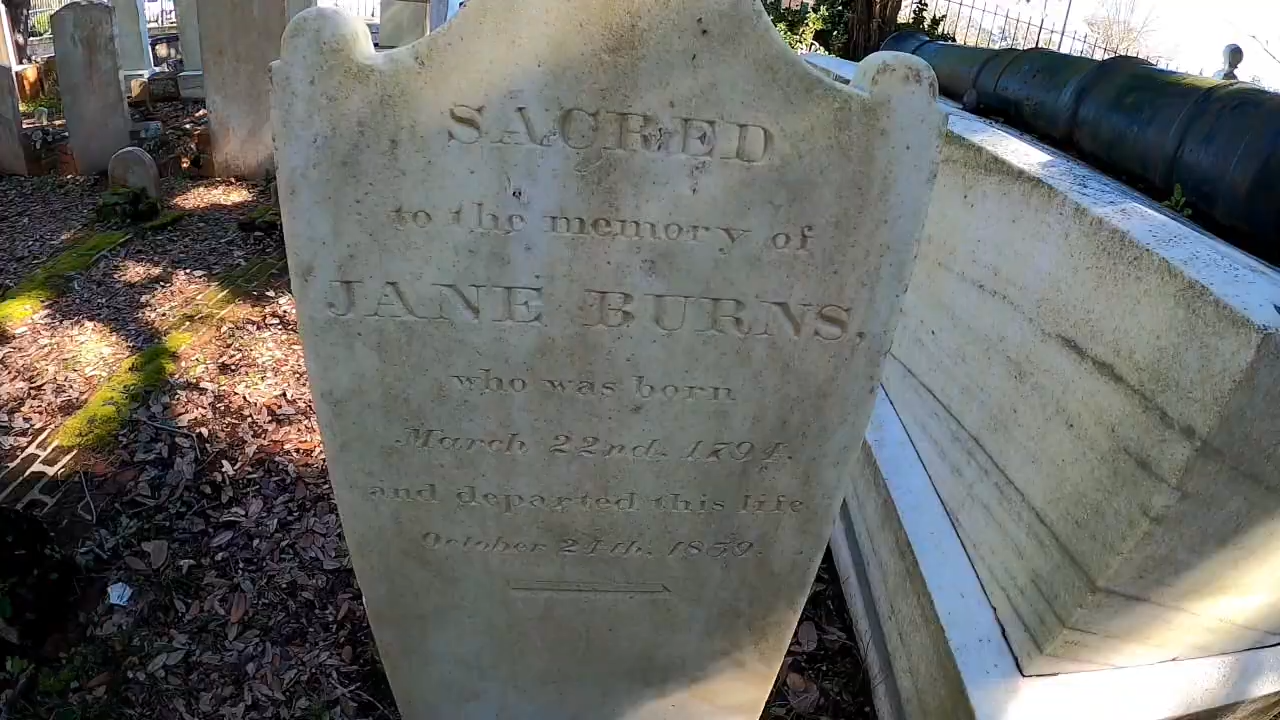 SACRED
to the memory of
JANE BURNS,
who was born
March 22nd. 1794.
and departed this life
October 24th. 1839.